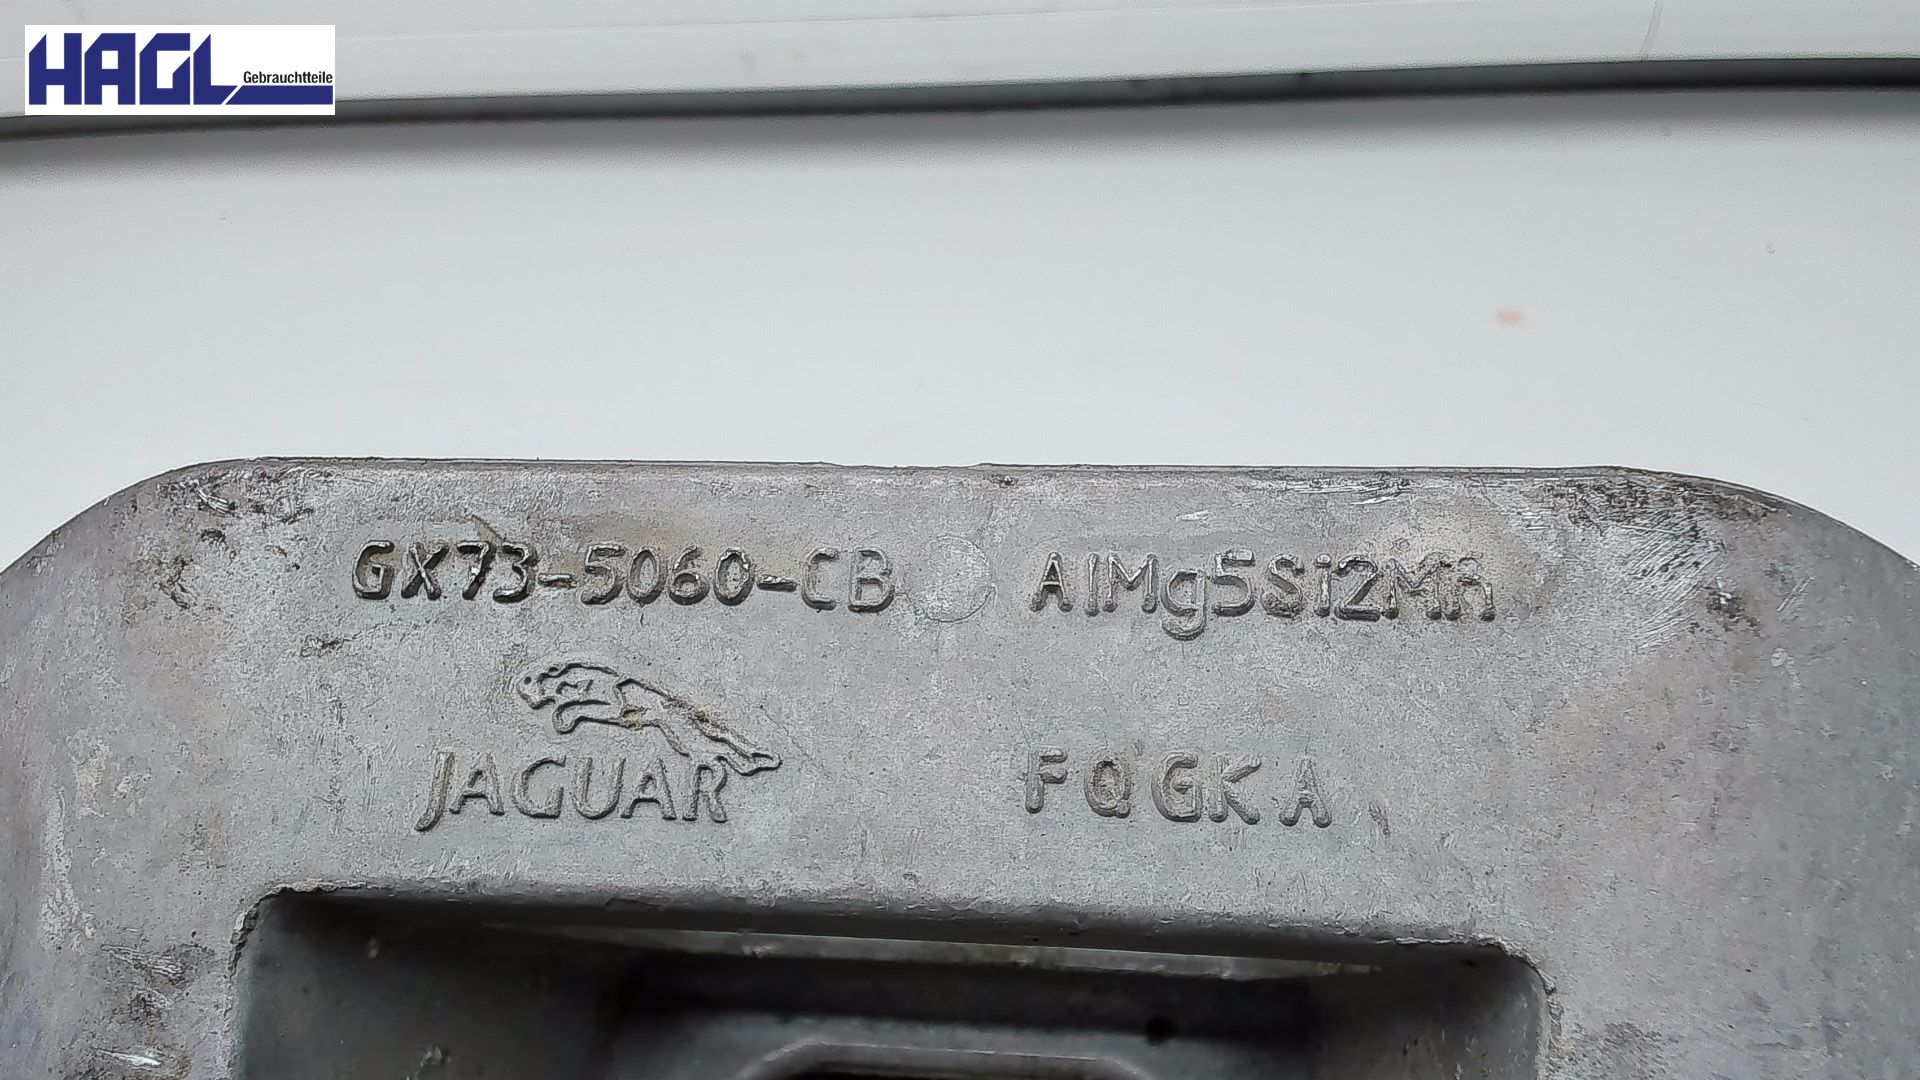 HAGL
Gebrauchtteile
GX73-5060-CB AlMg5Si2Mn
JAGUAR FQGKA